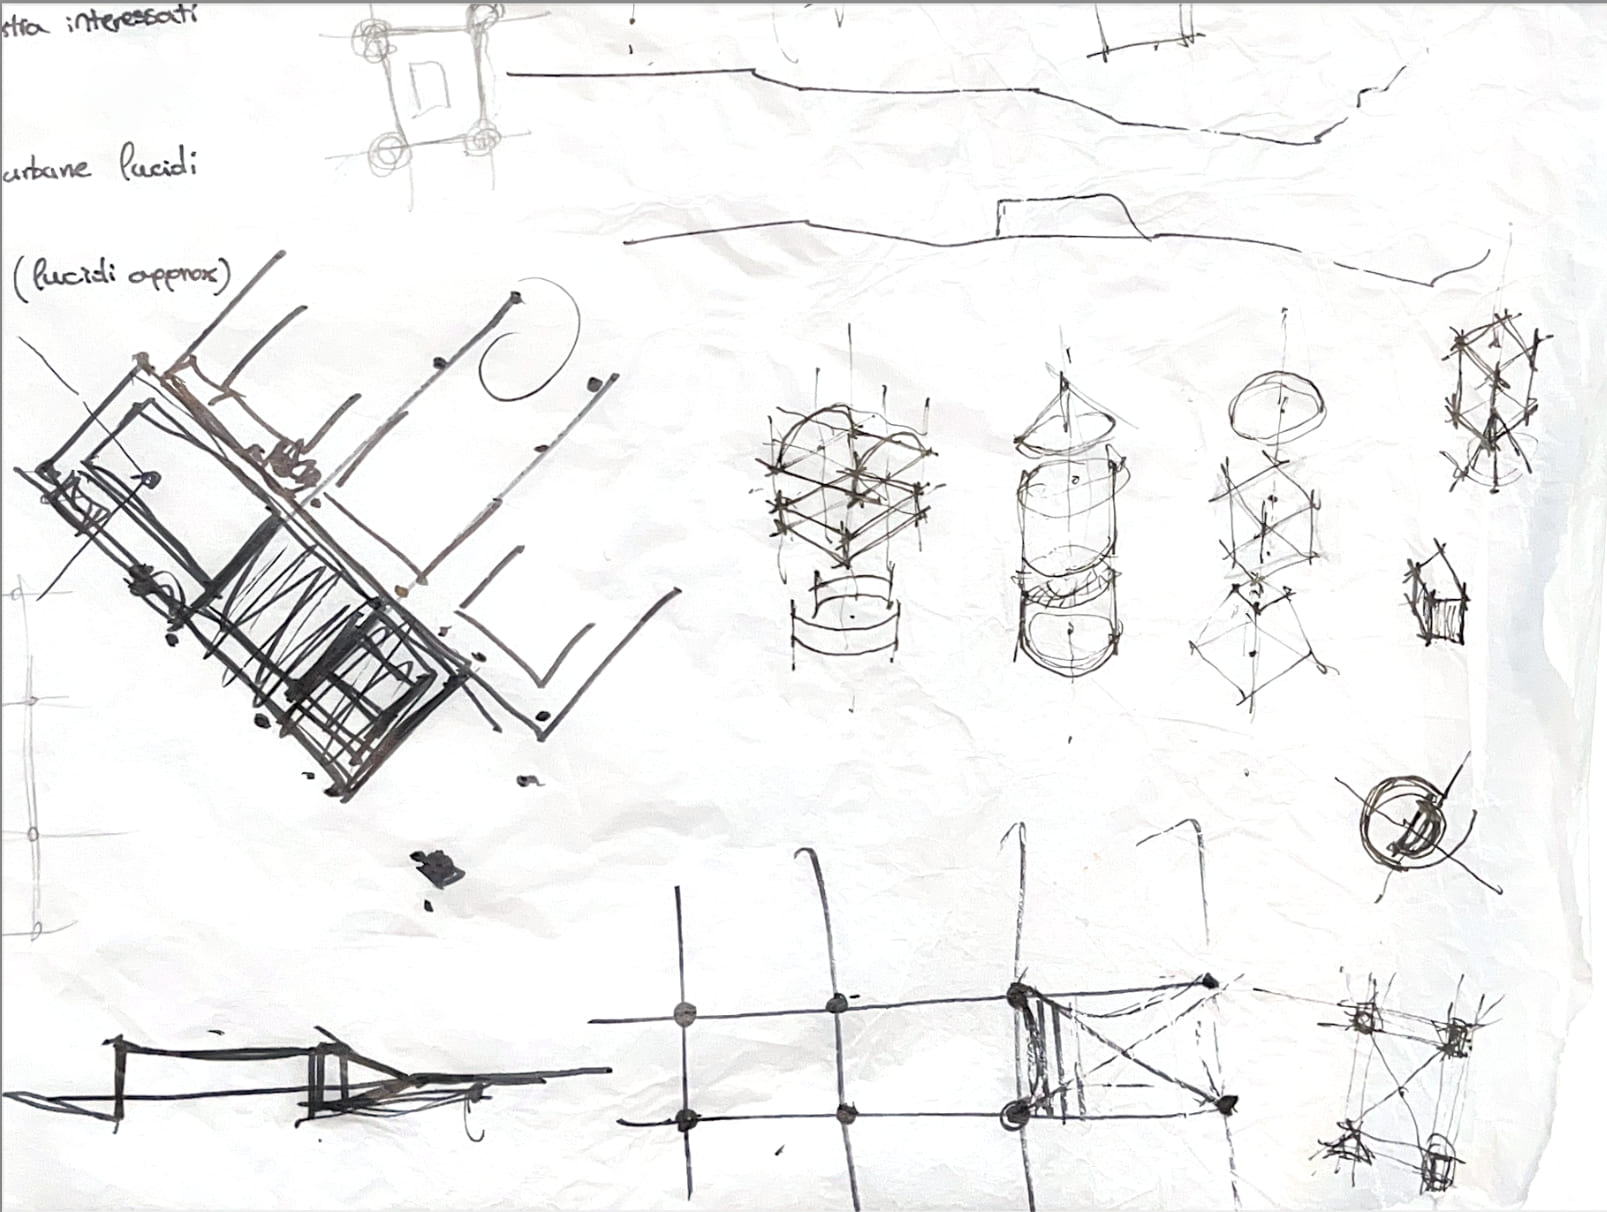 stra interessati
urbane lucidi
(lucidi approx)